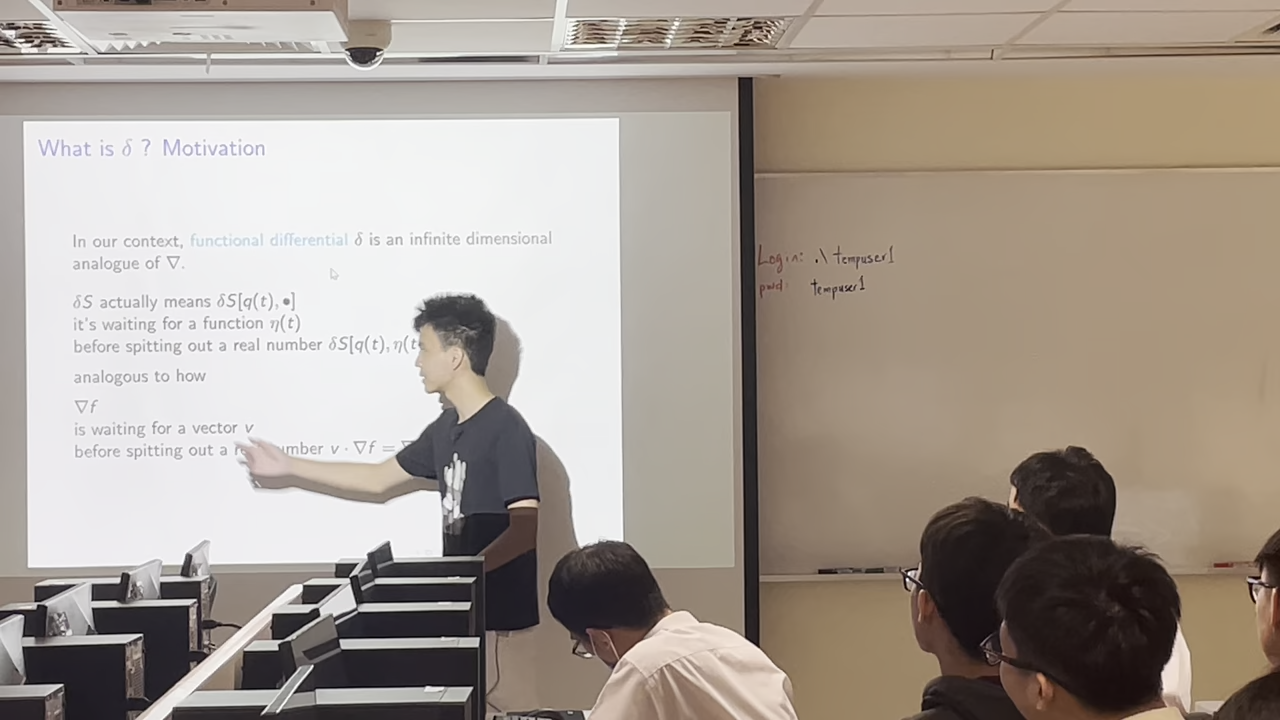 What is δ ? Motivation
In our context, functional differential δ is an infinite dimensional
analogue of ∇.
δS actually means δS[q(t), •]
it's waiting for a function η(t)
before spitting out a real number δS[q(t), η(t
analogous to how
∇f
is waiting for a vector v
before spitting out a number v · ∇f =
Login: .\ tempuser1
pwd: tempuser1